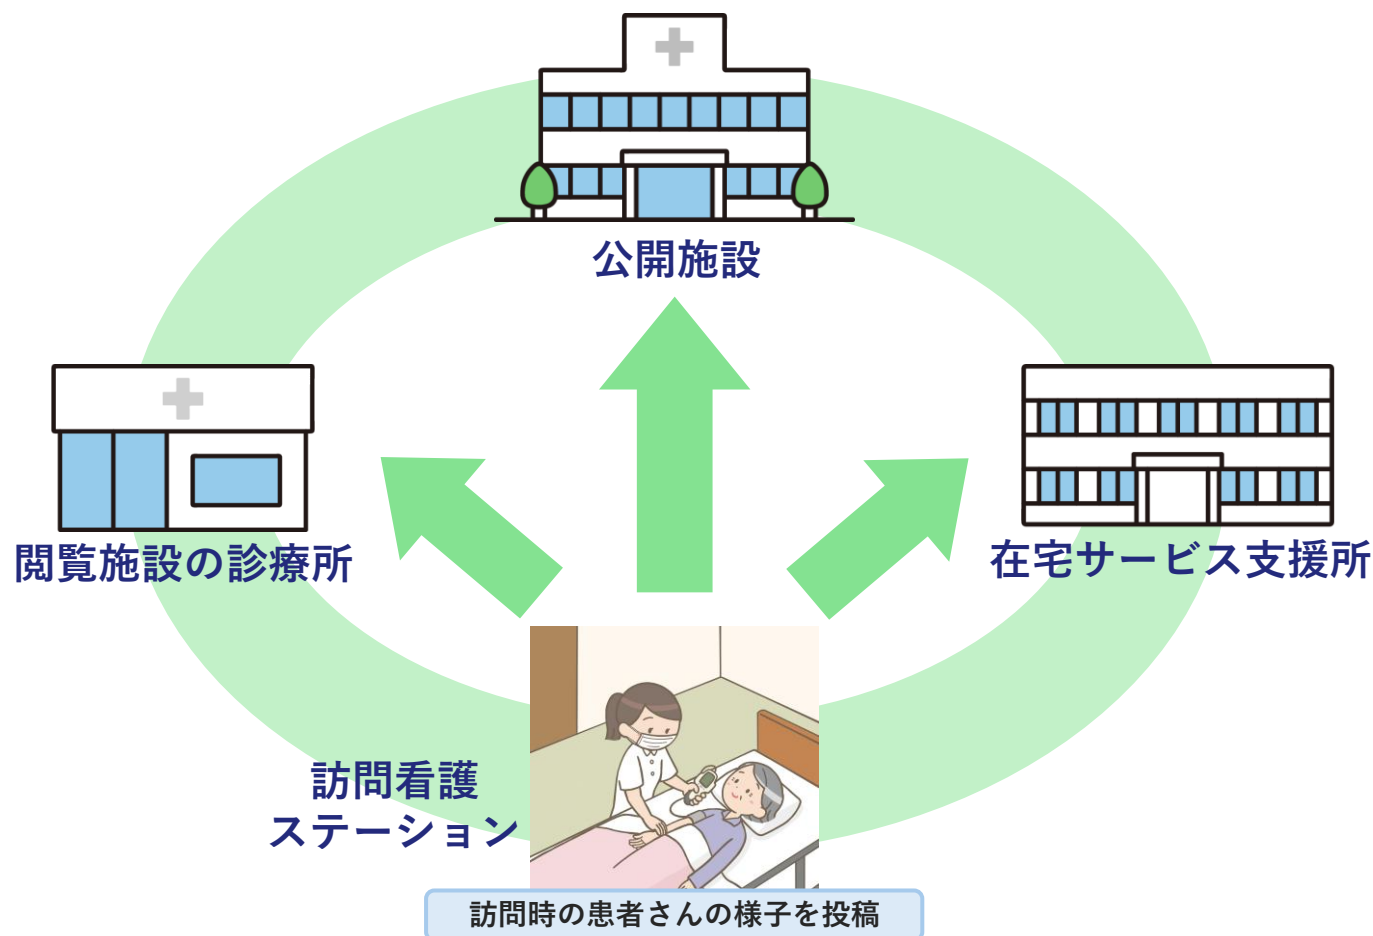 公開施設
閲覧施設の診療所
在宅サービス支援所
訪問看護
ステーション
訪問時の患者さんの様子を投稿